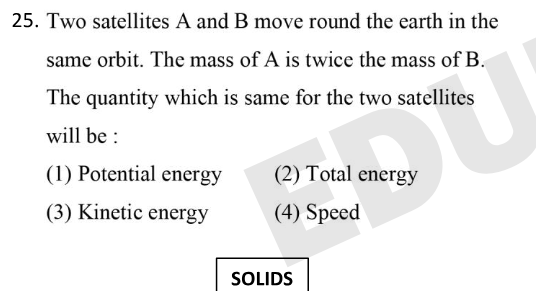 25. Two satellites A and B move round the earth in the
same orbit. The mass of A is twice the mass of B.
The quantity which is same for the two satellites
will be :
(1) Potential energy (2) Total energy
(3) Kinetic energy (4) Speed
EDU
SOLIDS